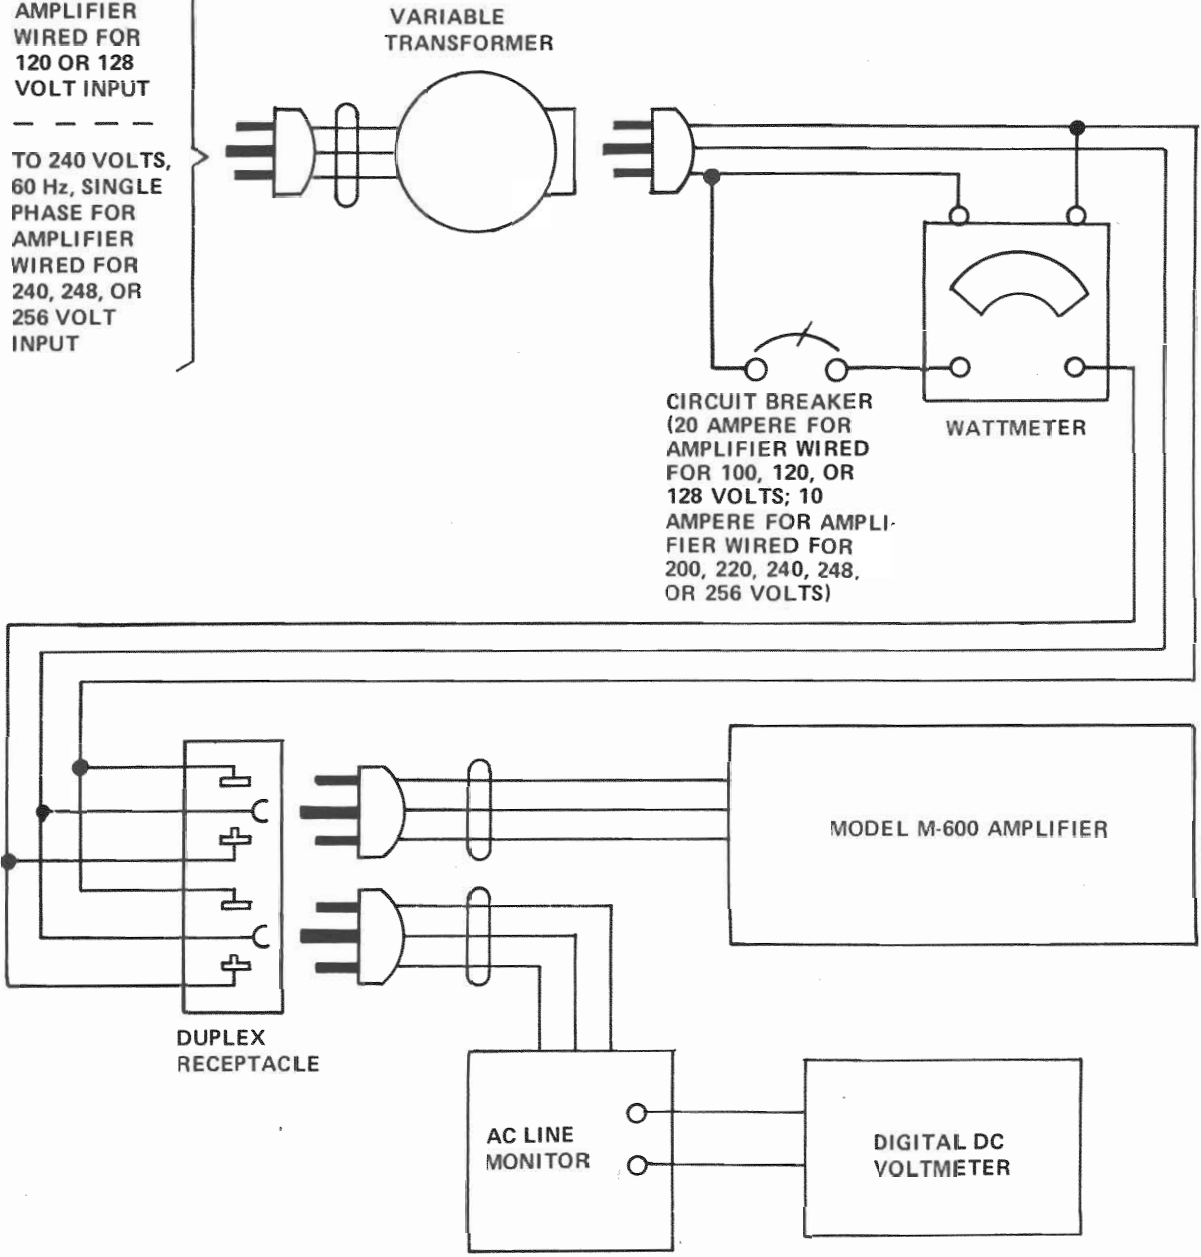 AMPLIFIER
WIRED FOR
120 OR 128
VOLT INPUT
TO 240 VOLTS,
60 Hz, SINGLE
PHASE FOR
AMPLIFIER
WIRED FOR
240, 248, OR
256 VOLT
INPUT
VARIABLE
TRANSFORMER
CIRCUIT BREAKER
(20 AMPERE FOR
AMPLIFIER WIRED
FOR 100, 120, OR
128 VOLTS; 10
AMPERE FOR AMPLI-
FIER WIRED FOR
200, 220, 240, 248,
OR 256 VOLTS)
WATTMETER
MODEL M-600 AMPLIFIER
DUPLEX
RECEPTACLE
AC LINE
MONITOR
DIGITAL DC
VOLTMETER